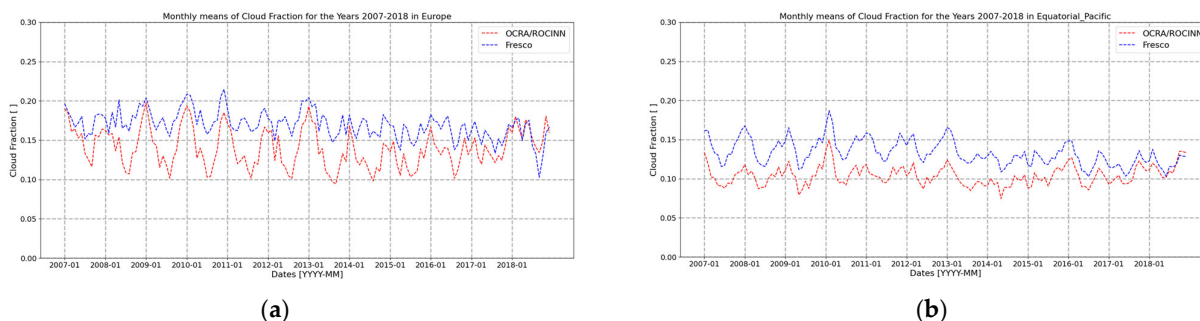 Monthly means of Cloud Fraction for the Years 2007-2018 in Europe
0.30
0.25
0.20
0.15
0.10
0.05
0.00
Cloud Fraction [ ]
OCRA/ROCINN
Fresco
2007-01 2008-01 2009-01 2010-01 2011-01 2012-01 2013-01 2014-01 2015-01 2016-01 2017-01 2018-01
Dates [YYYY-MM]
(a)
Monthly means of Cloud Fraction for the Years 2007-2018 in Equatorial_Pacific
0.30
0.25
0.20
0.15
0.10
0.05
0.00
Cloud Fraction [ ]
OCRA/ROCINN
Fresco
2007-01 2008-01 2009-01 2010-01 2011-01 2012-01 2013-01 2014-01 2015-01 2016-01 2017-01 2018-01
Dates [YYYY-MM]
(b)